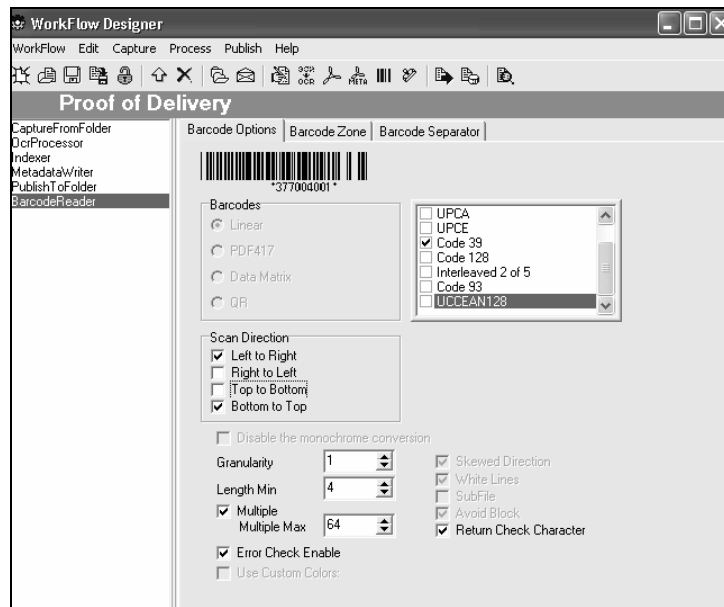 WorkFlow Designer
WorkFlow Edit Capture Process Publish Help
OCR META
Proof of Delivery
CaptureFromFolder
OcrProcessor
Indexer
MetadataWriter
PublishToFolder
BarcodeReader
Barcode Options Barcode Zone Barcode Separator
*377004001*
Barcodes
Linear
PDF417
Data Matrix
QR
UPCA
UPCE
Code 39
Code 128
Interleaved 2 of 5
Code 93
UCCEAN128
Scan Direction
Left to Right
Right to Left
Top to Bottom
Bottom to Top
Disable the monochrome conversion
Granularity 1
Length Min 4
Multiple
Multiple Max 64
Error Check Enable
Use Custom Colors:
Skewed Direction
White Lines
SubFile
Avoid Block
Return Check Character